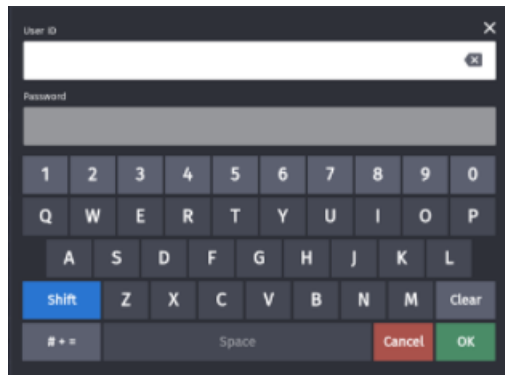 User ID
Password
1 2 3 4 5 6 7 8 9 0
Q W E R T Y U I O P
A S D F G H J K L
Shift Z X C V B N M Clear
# + = Space Cancel OK